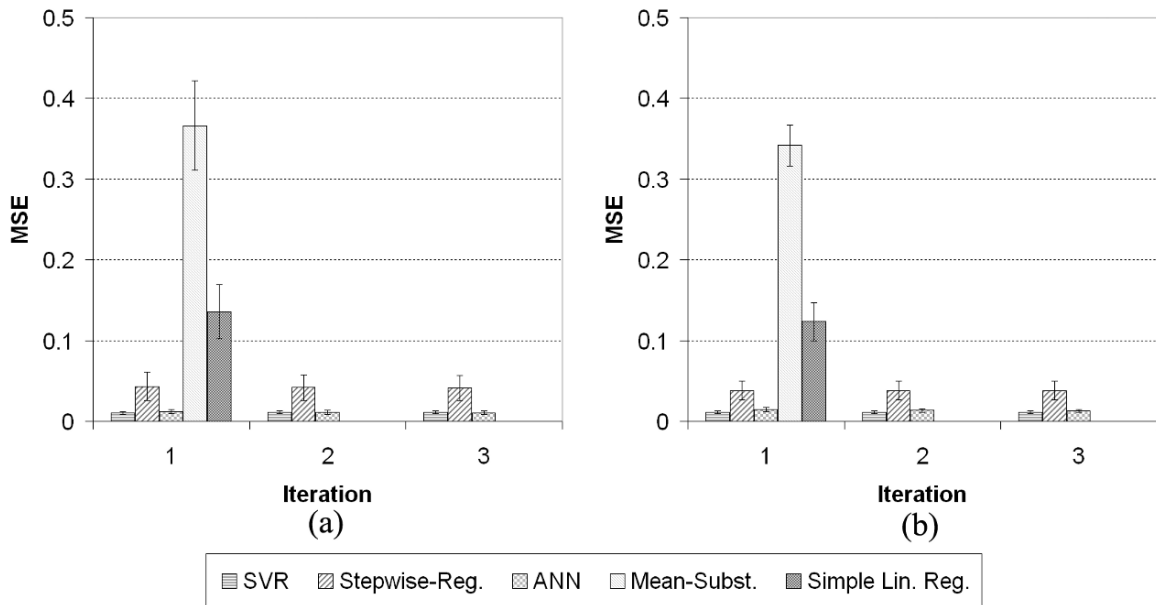 0.5
0.4
0.3
0.2
0.1
0
MSE
1 2 3
Iteration
(a)
0.5
0.4
0.3
0.2
0.1
0
MSE
1 2 3
Iteration
(b)
SVR Stepwise-Reg. ANN Mean-Subst. Simple Lin. Reg.